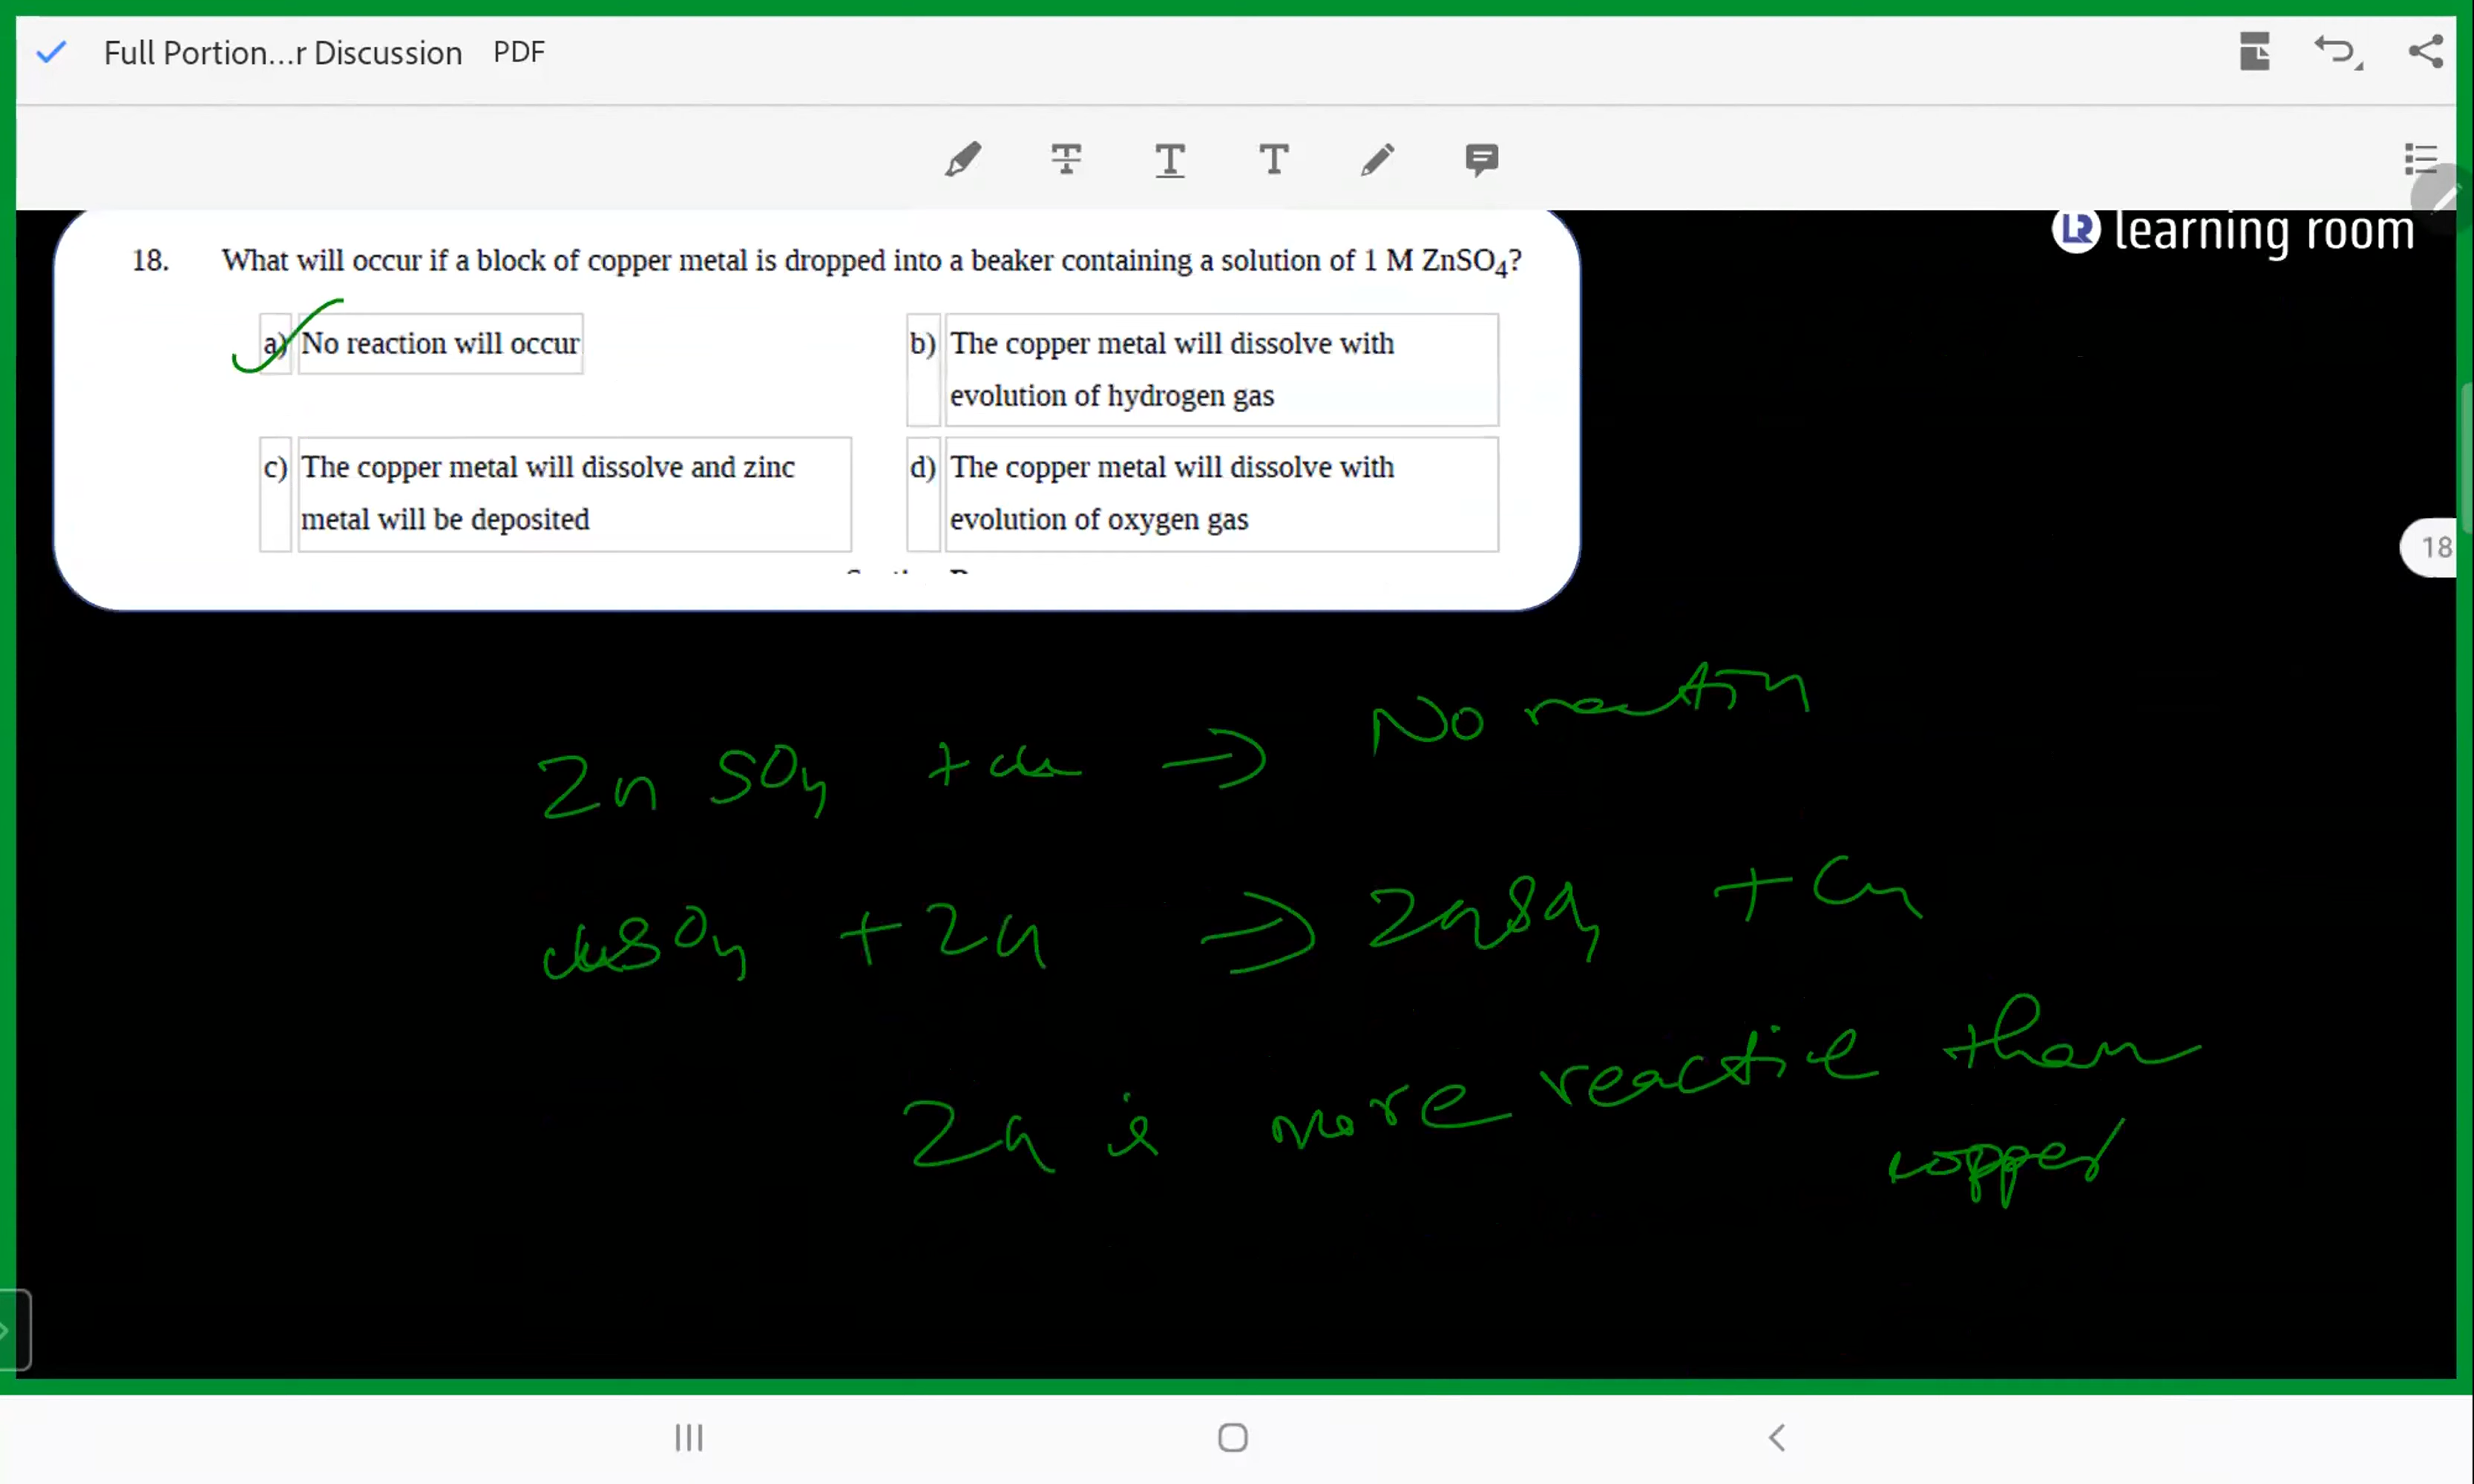 Full Portion...r Discussion PDF
learning room
18. What will occur if a block of copper metal is dropped into a beaker containing a solution of 1 M ZnSO₄?
a) No reaction will occur
b) The copper metal will dissolve with
evolution of hydrogen gas
c) The copper metal will dissolve and zinc
metal will be deposited
d) The copper metal will dissolve with
evolution of oxygen gas
18
ZnSO₄ + Cu → No reaction
CuSO₄ + Zn → ZnSO₄ + Cu
Zn is more reactie than
copper